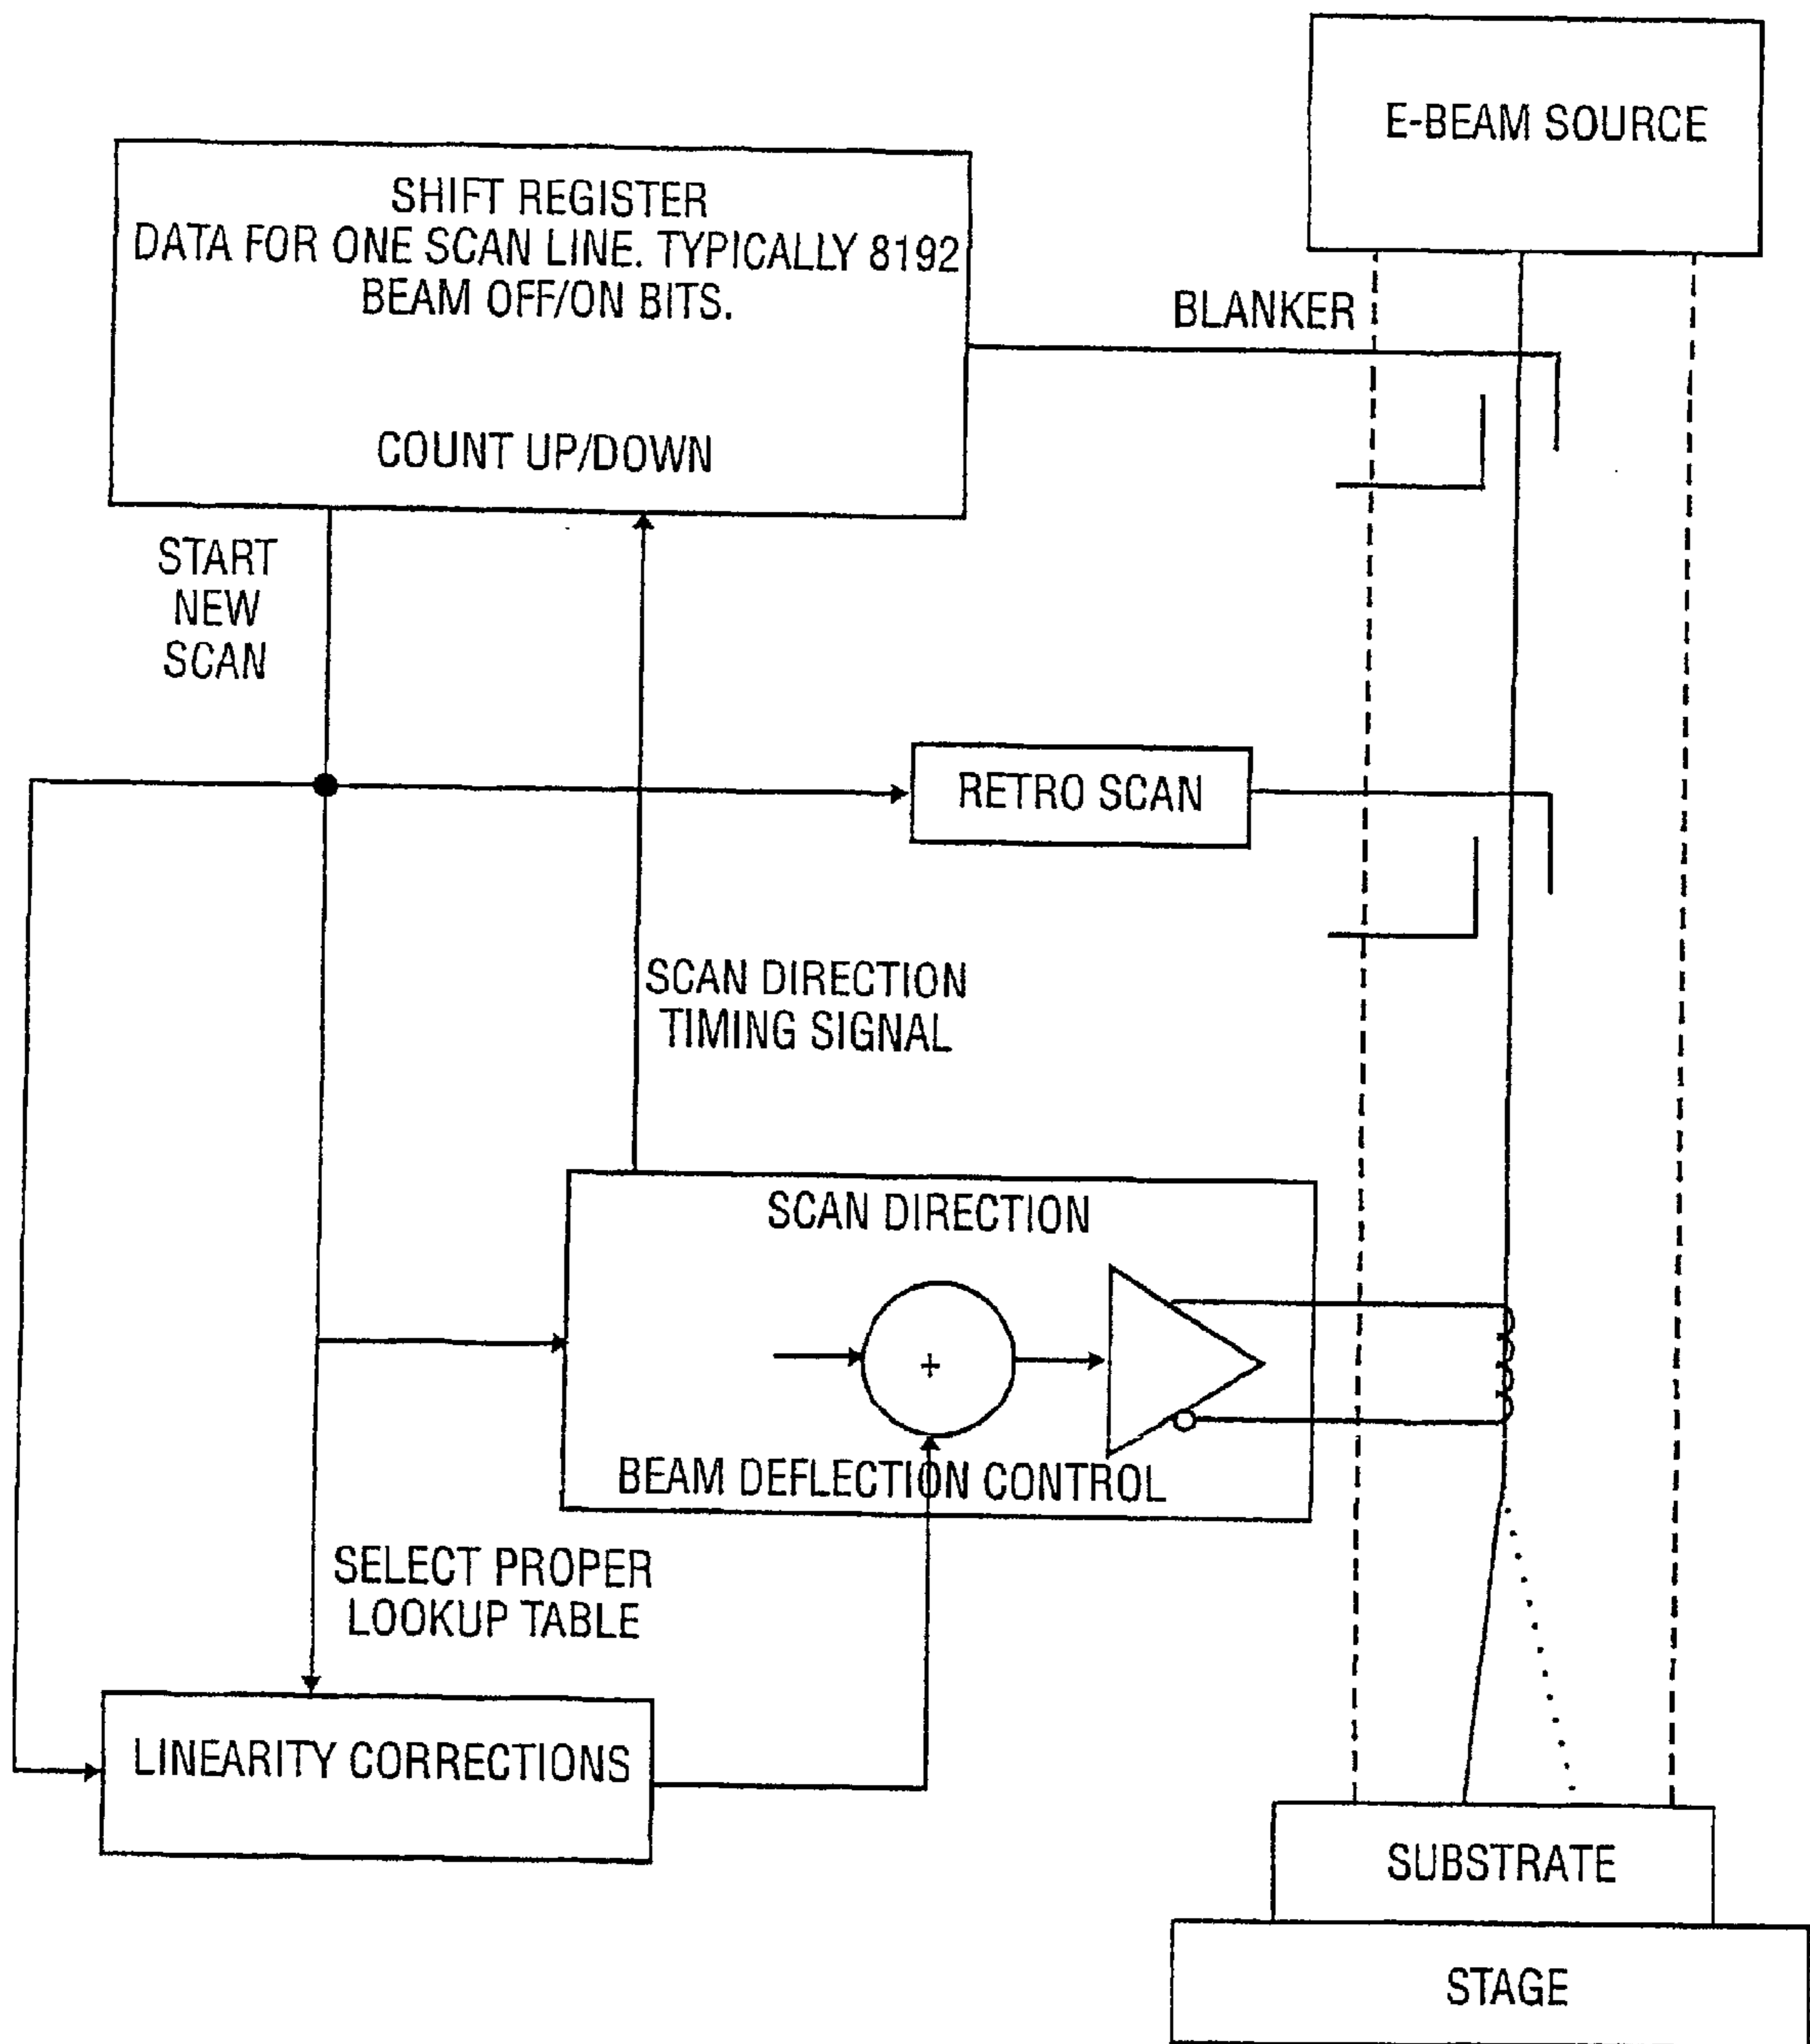 E-BEAM SOURCE
SHIFT REGISTER
DATA FOR ONE SCAN LINE. TYPICALLY 8192
BEAM OFF/ON BITS.
BLANKER
COUNT UP/DOWN
START
NEW
SCAN
RETRO SCAN
SCAN DIRECTION
TIMING SIGNAL
SCAN DIRECTION
+
BEAM DEFLECTION CONTROL
SELECT PROPER
LOOKUP TABLE
LINEARITY CORRECTIONS
SUBSTRATE
STAGE